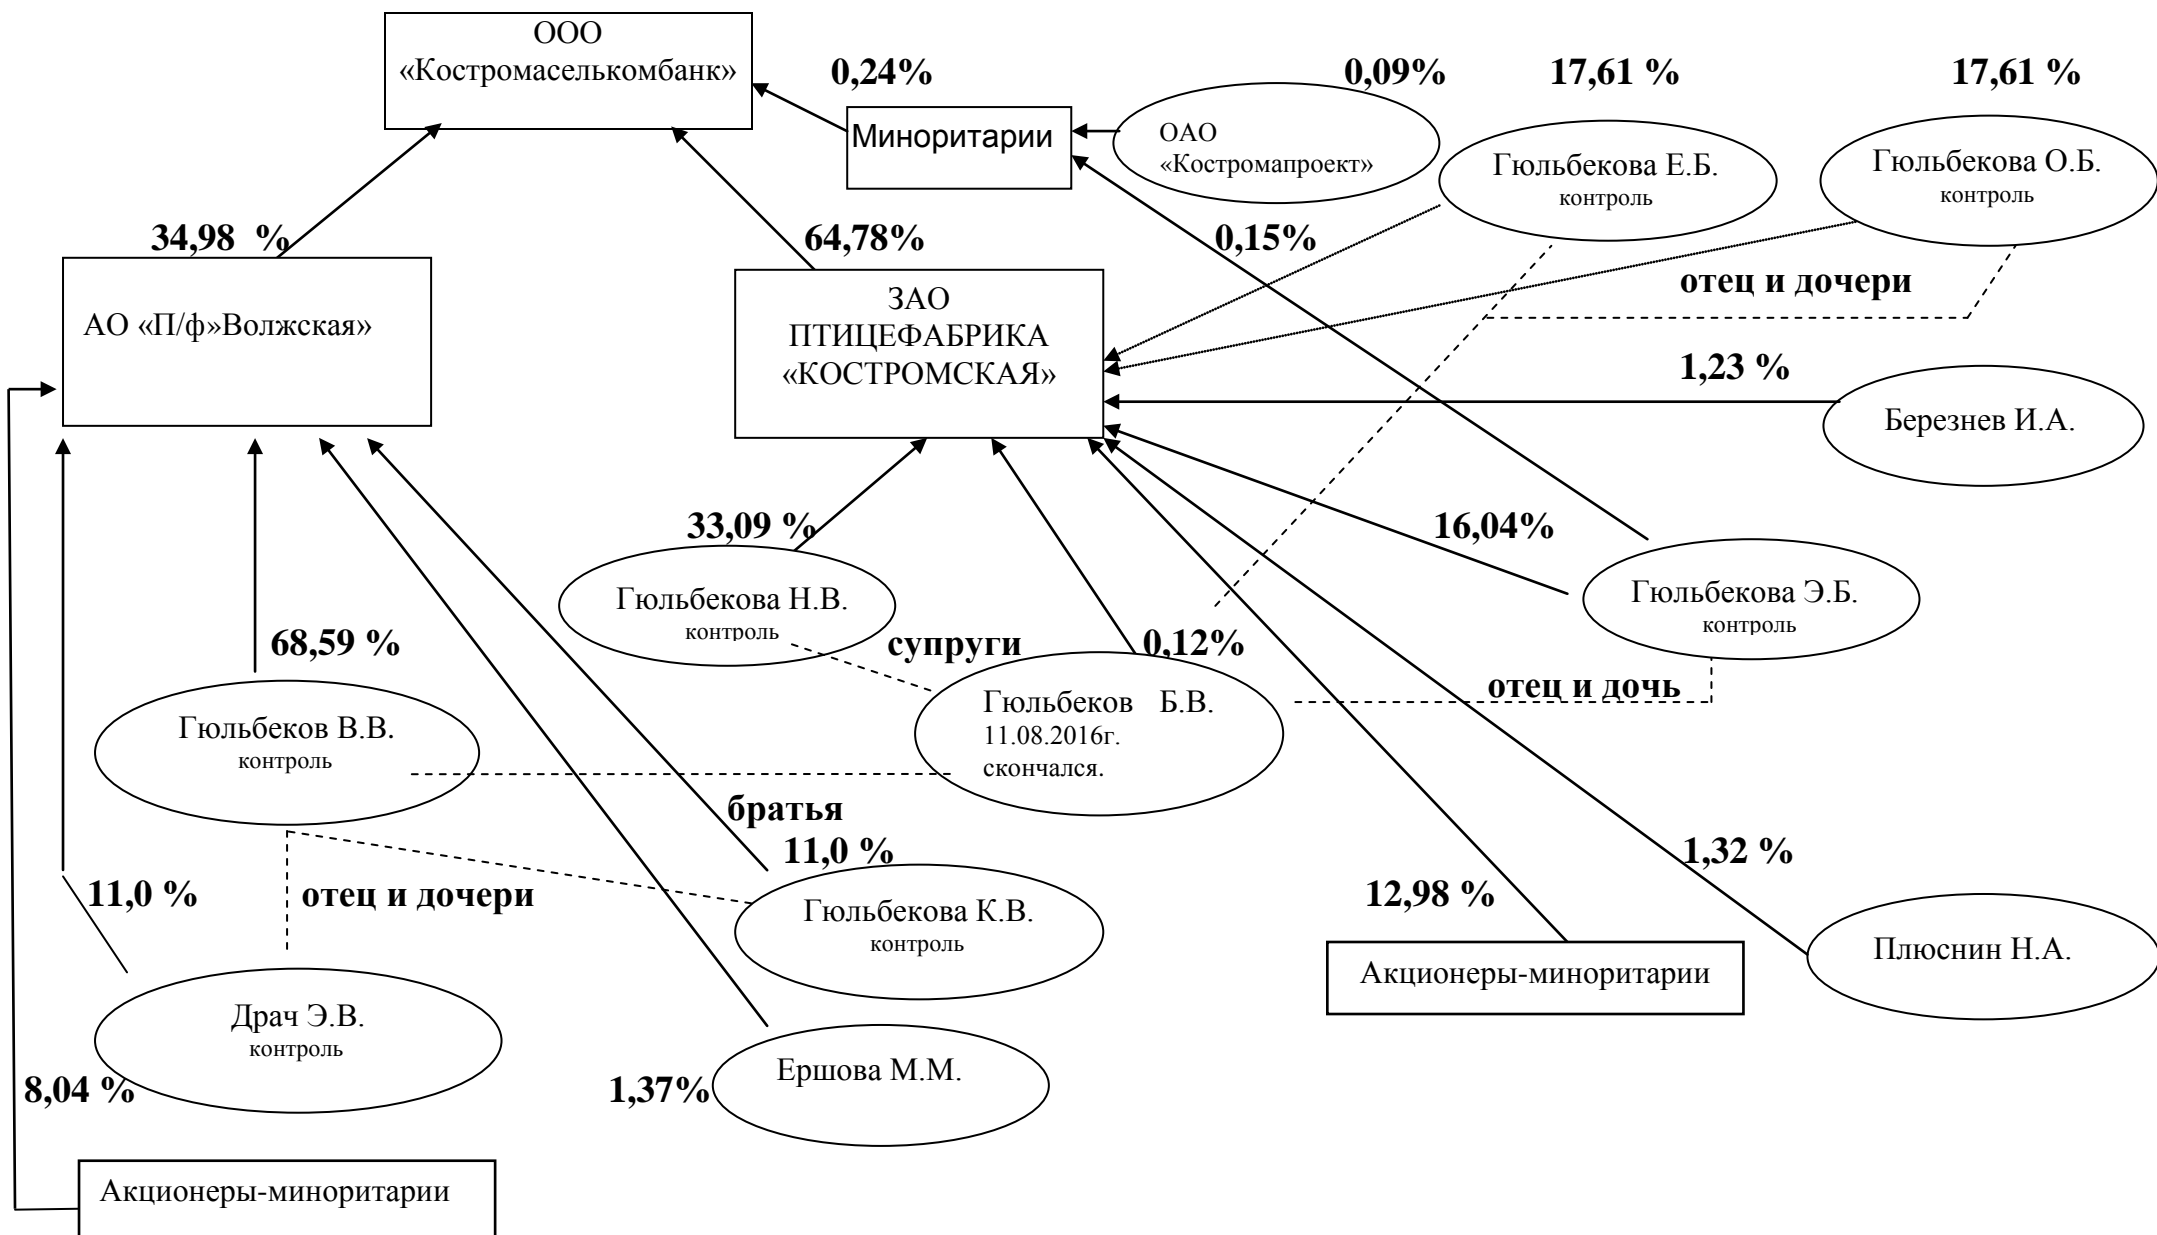 ООО
«Костромаселькомбанк»
0,24%
0,09%
17,61 %
17,61 %
Миноритарии
ОАО
«Костромапроект»
Гюльбекова Е.Б.
контроль
Гюльбекова О.Б.
контроль
34,98 %
64,78%
0,15%
отец и дочери
АО «П/ф»Волжская»
ЗАО
ПТИЦЕФАБРИКА
«КОСТРОМСКАЯ»
1,23 %
Березнев И.А.
33,09 %
16,04%
Гюльбекова Н.В.
контроль
Гюльбекова Э.Б.
контроль
68,59 %
супруги
0,12%
отец и дочь
Гюльбеков В.В.
контроль
Гюльбеков Б.В.
11.08.2016г.
скончался.
братья
11,0 %
1,32 %
11,0 %
отец и дочери
12,98 %
Гюльбекова К.В.
контроль
Плюснин Н.А.
Акционеры-миноритарии
Драч Э.В.
контроль
8,04 %
1,37%
Ершова М.М.
Акционеры-миноритарии